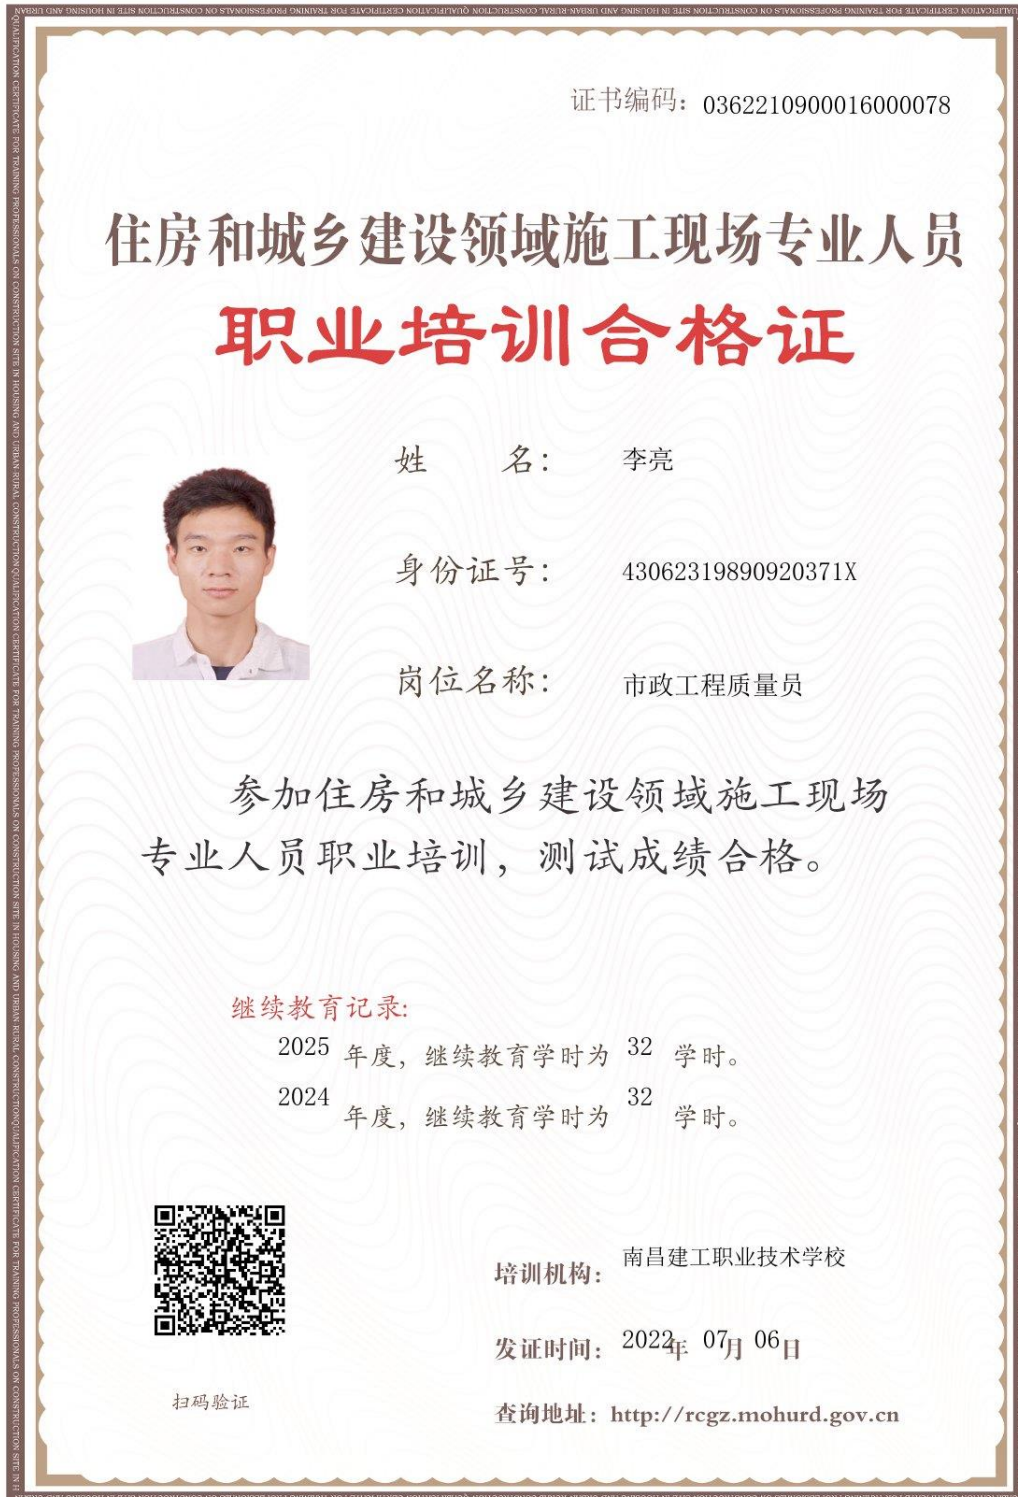 证书编码：0362210900016000078
住房和城乡建设领域施工现场专业人员
职业培训合格证
姓 名： 李亮
身份证号： 43062319890920371X
岗位名称： 市政工程质量员
参加住房和城乡建设领域施工现场
专业人员职业培训，测试成绩合格。
继续教育记录:
2025 年度，继续教育学时为 32 学时。
2024 年度，继续教育学时为 32 学时。
培训机构： 南昌建工职业技术学校
发证时间： 2022年 07月 06日
扫码验证
查询地址：http://rcgz.mohurd.gov.cn